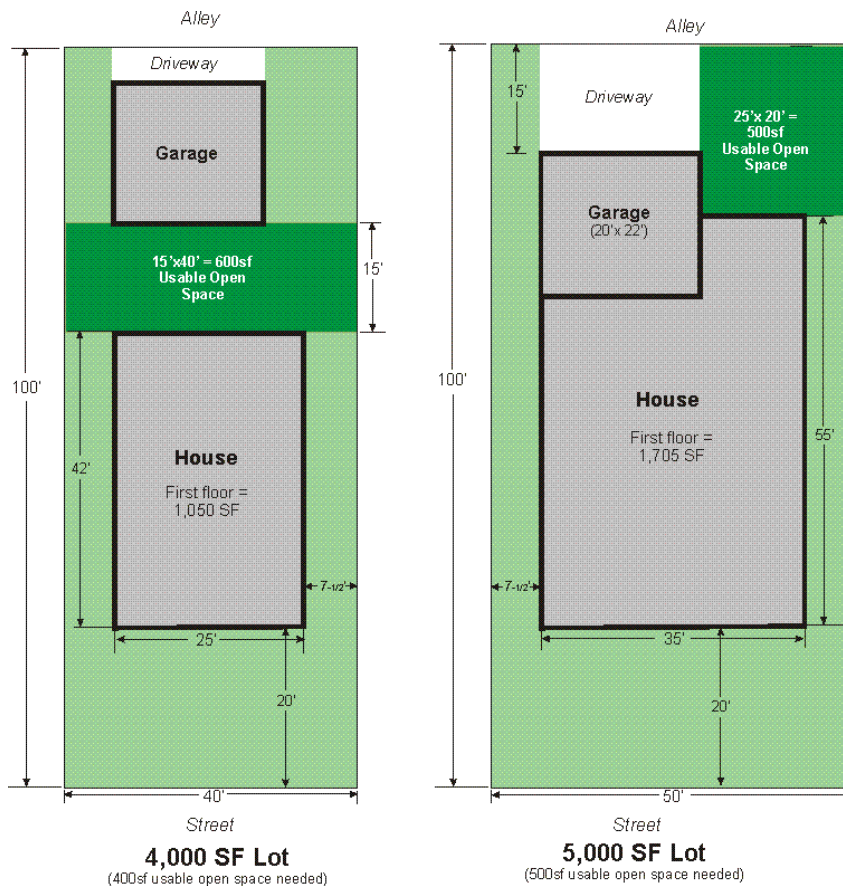 Alley
Driveway
Garage
15'x40' = 600sf
Usable Open
Space
15'
100'
42'
House
First floor =
1,050 SF
7-1/2'
25'
20'
40'
Street
4,000 SF Lot
(400sf usable open space needed)
Alley
15'
Driveway
25'x 20' =
500sf
Usable Open
Space
Garage
(20'x 22')
100'
House
First floor =
1,705 SF
55'
7-1/2'
35'
20'
50'
Street
5,000 SF Lot
(500sf usable open space needed)